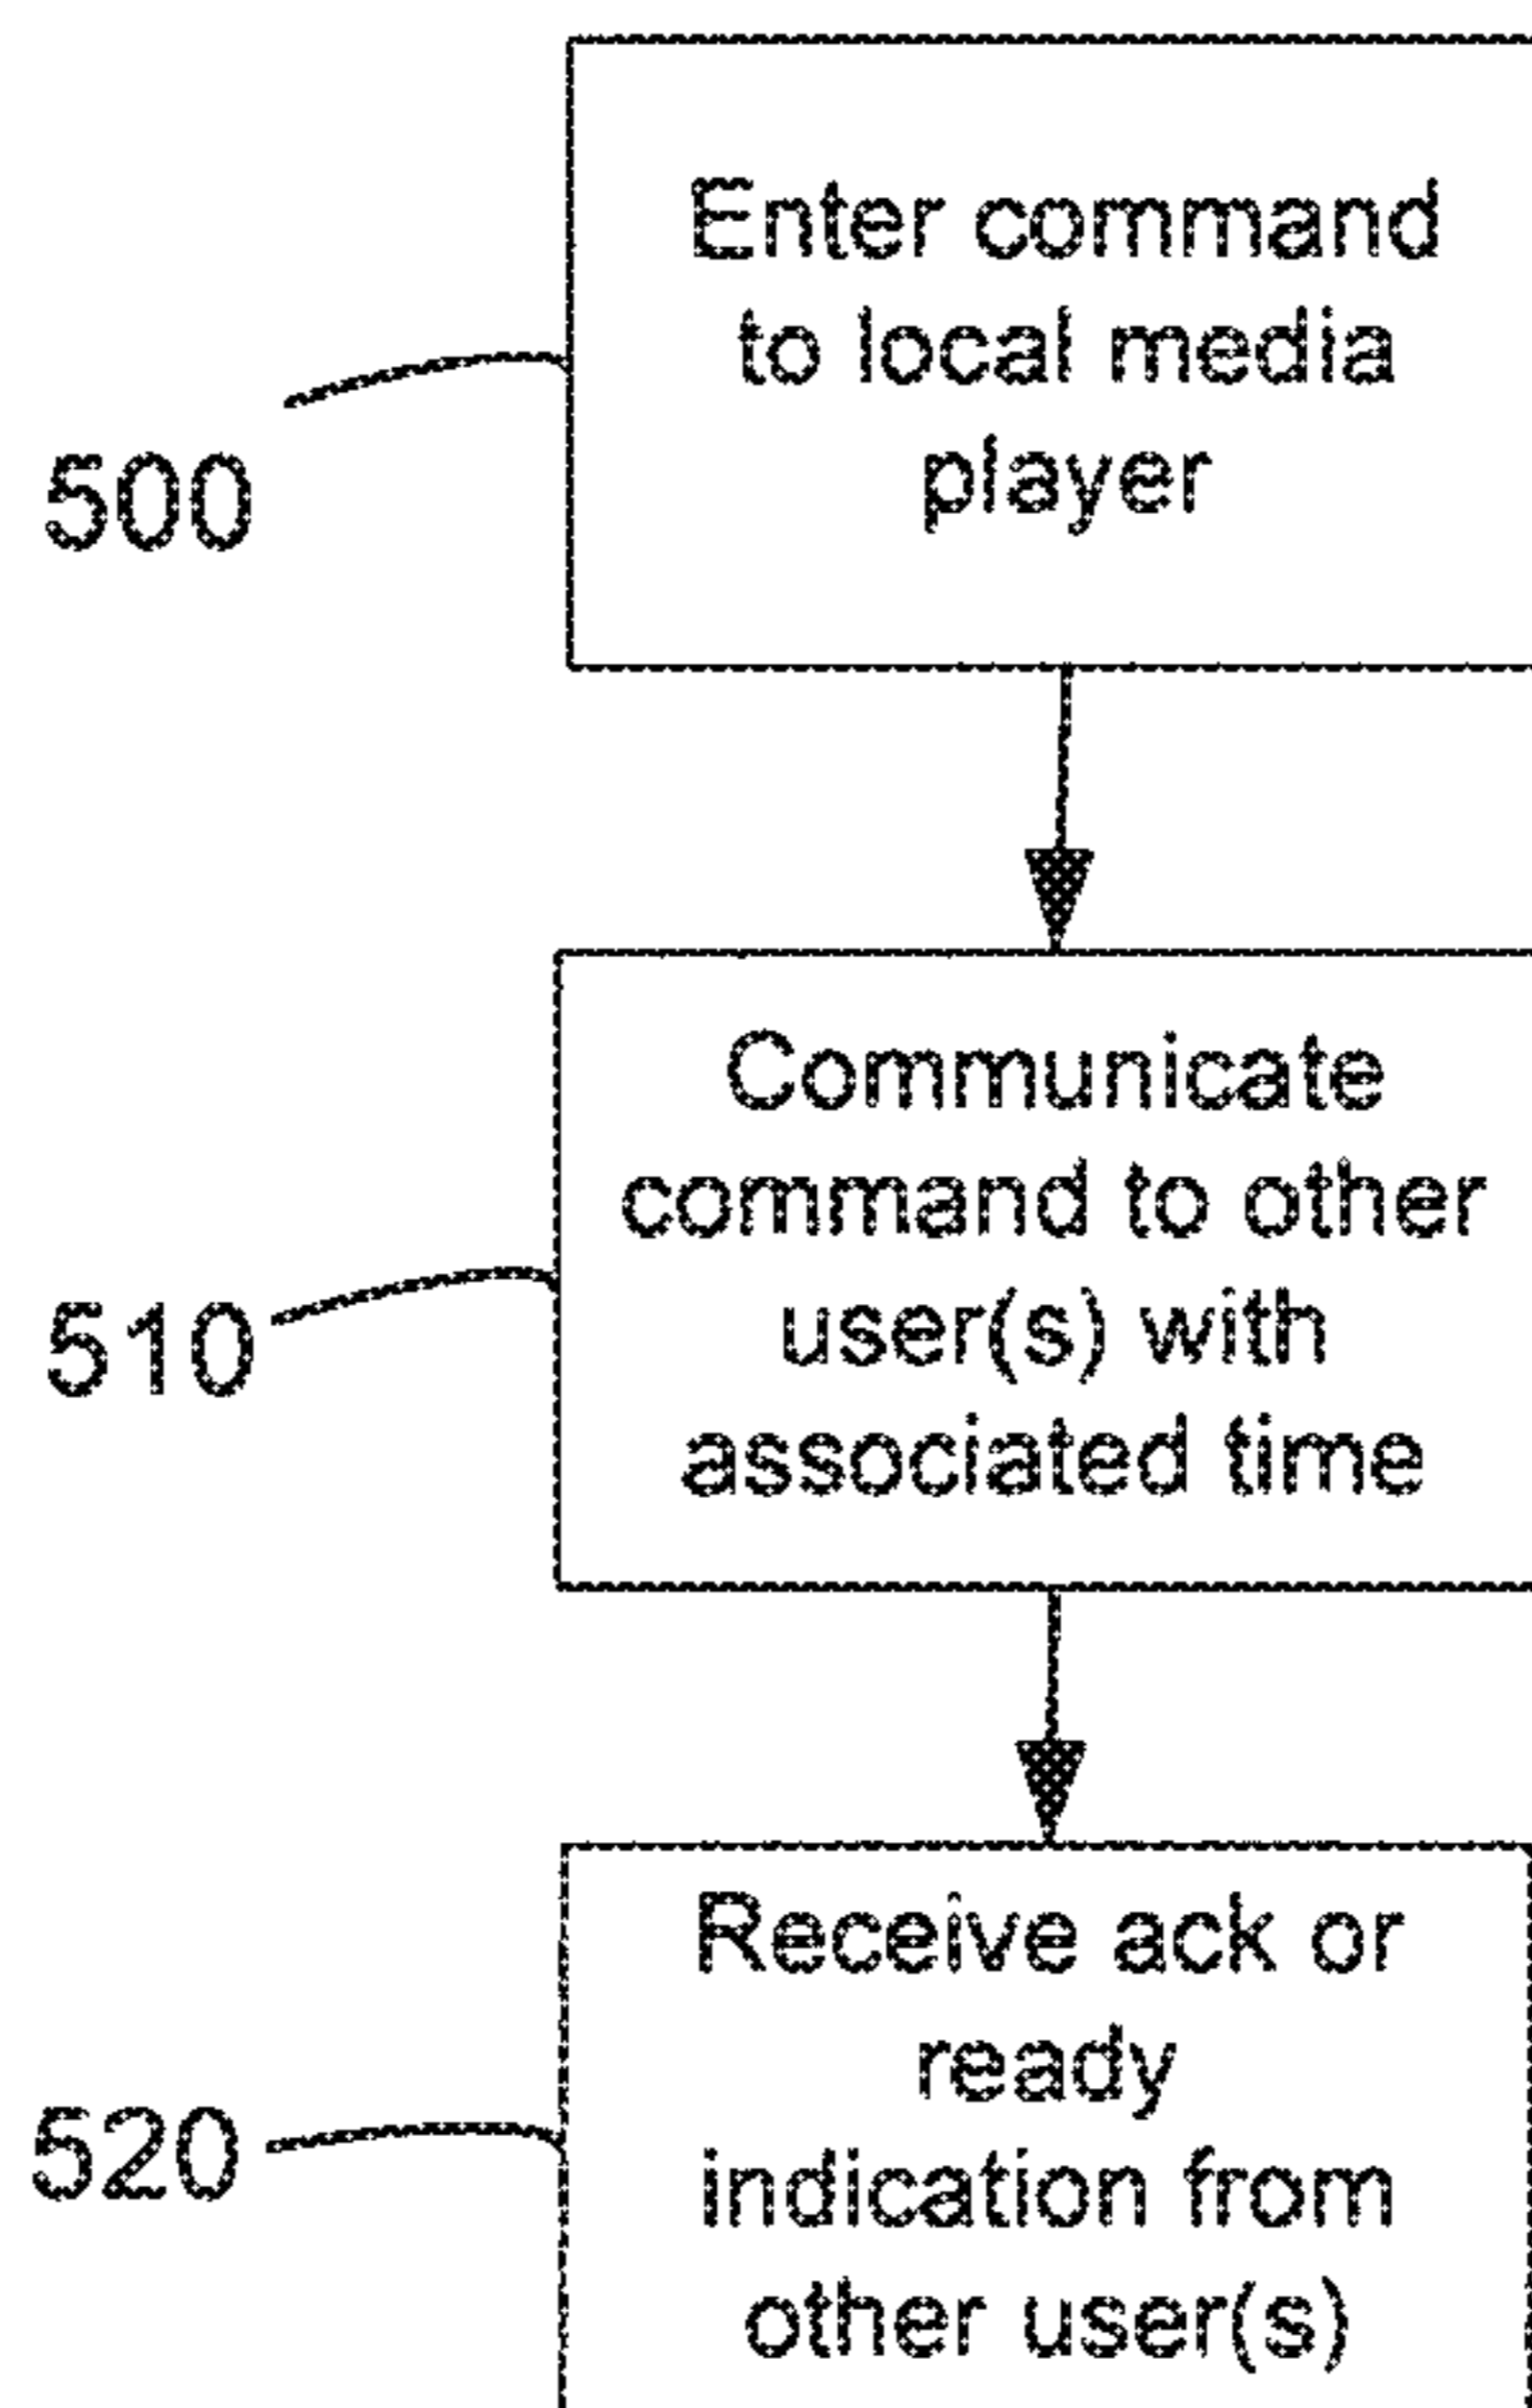 Enter command
to local media
player
500
Communicate
command to other
user(s) with
associated time
510
Receive ack or
ready
indication from
other user(s)
520